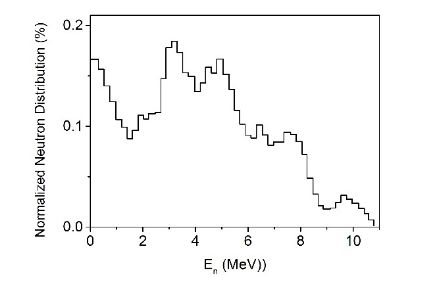 Normalized Neutron Distribution (%)
0.2
0.1
0.0
0 2 4 6 8 10
E_n (MeV))